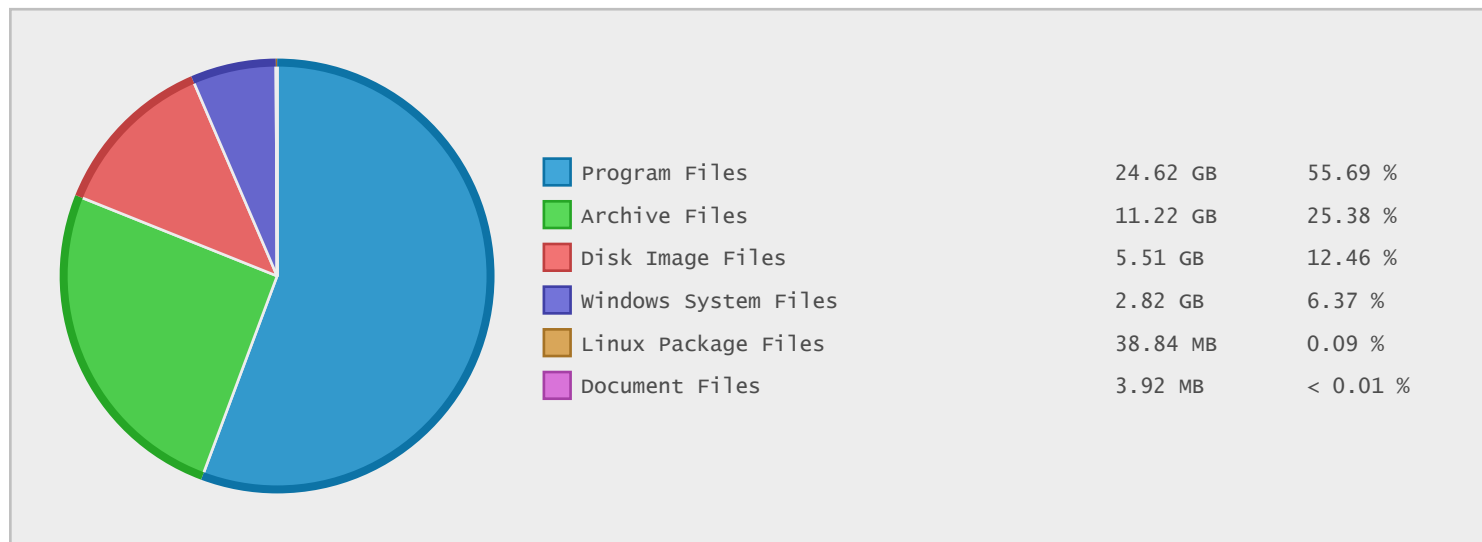 Program Files 24.62 GB 55.69 %
Archive Files 11.22 GB 25.38 %
Disk Image Files 5.51 GB 12.46 %
Windows System Files 2.82 GB 6.37 %
Linux Package Files 38.84 MB 0.09 %
Document Files 3.92 MB < 0.01 %